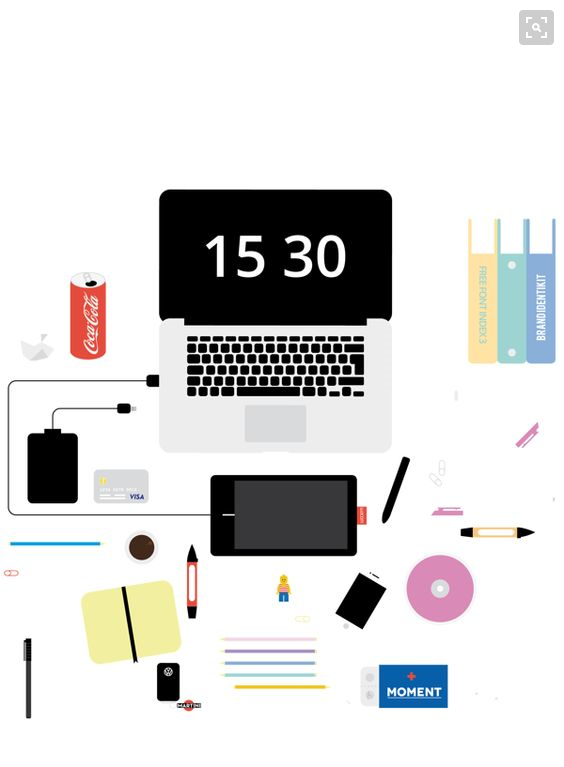 15 30
Coca-Cola
FREE FONT INDEX 3
BRANDIDENTIKIT
VISA
MARTINI
MOMENT